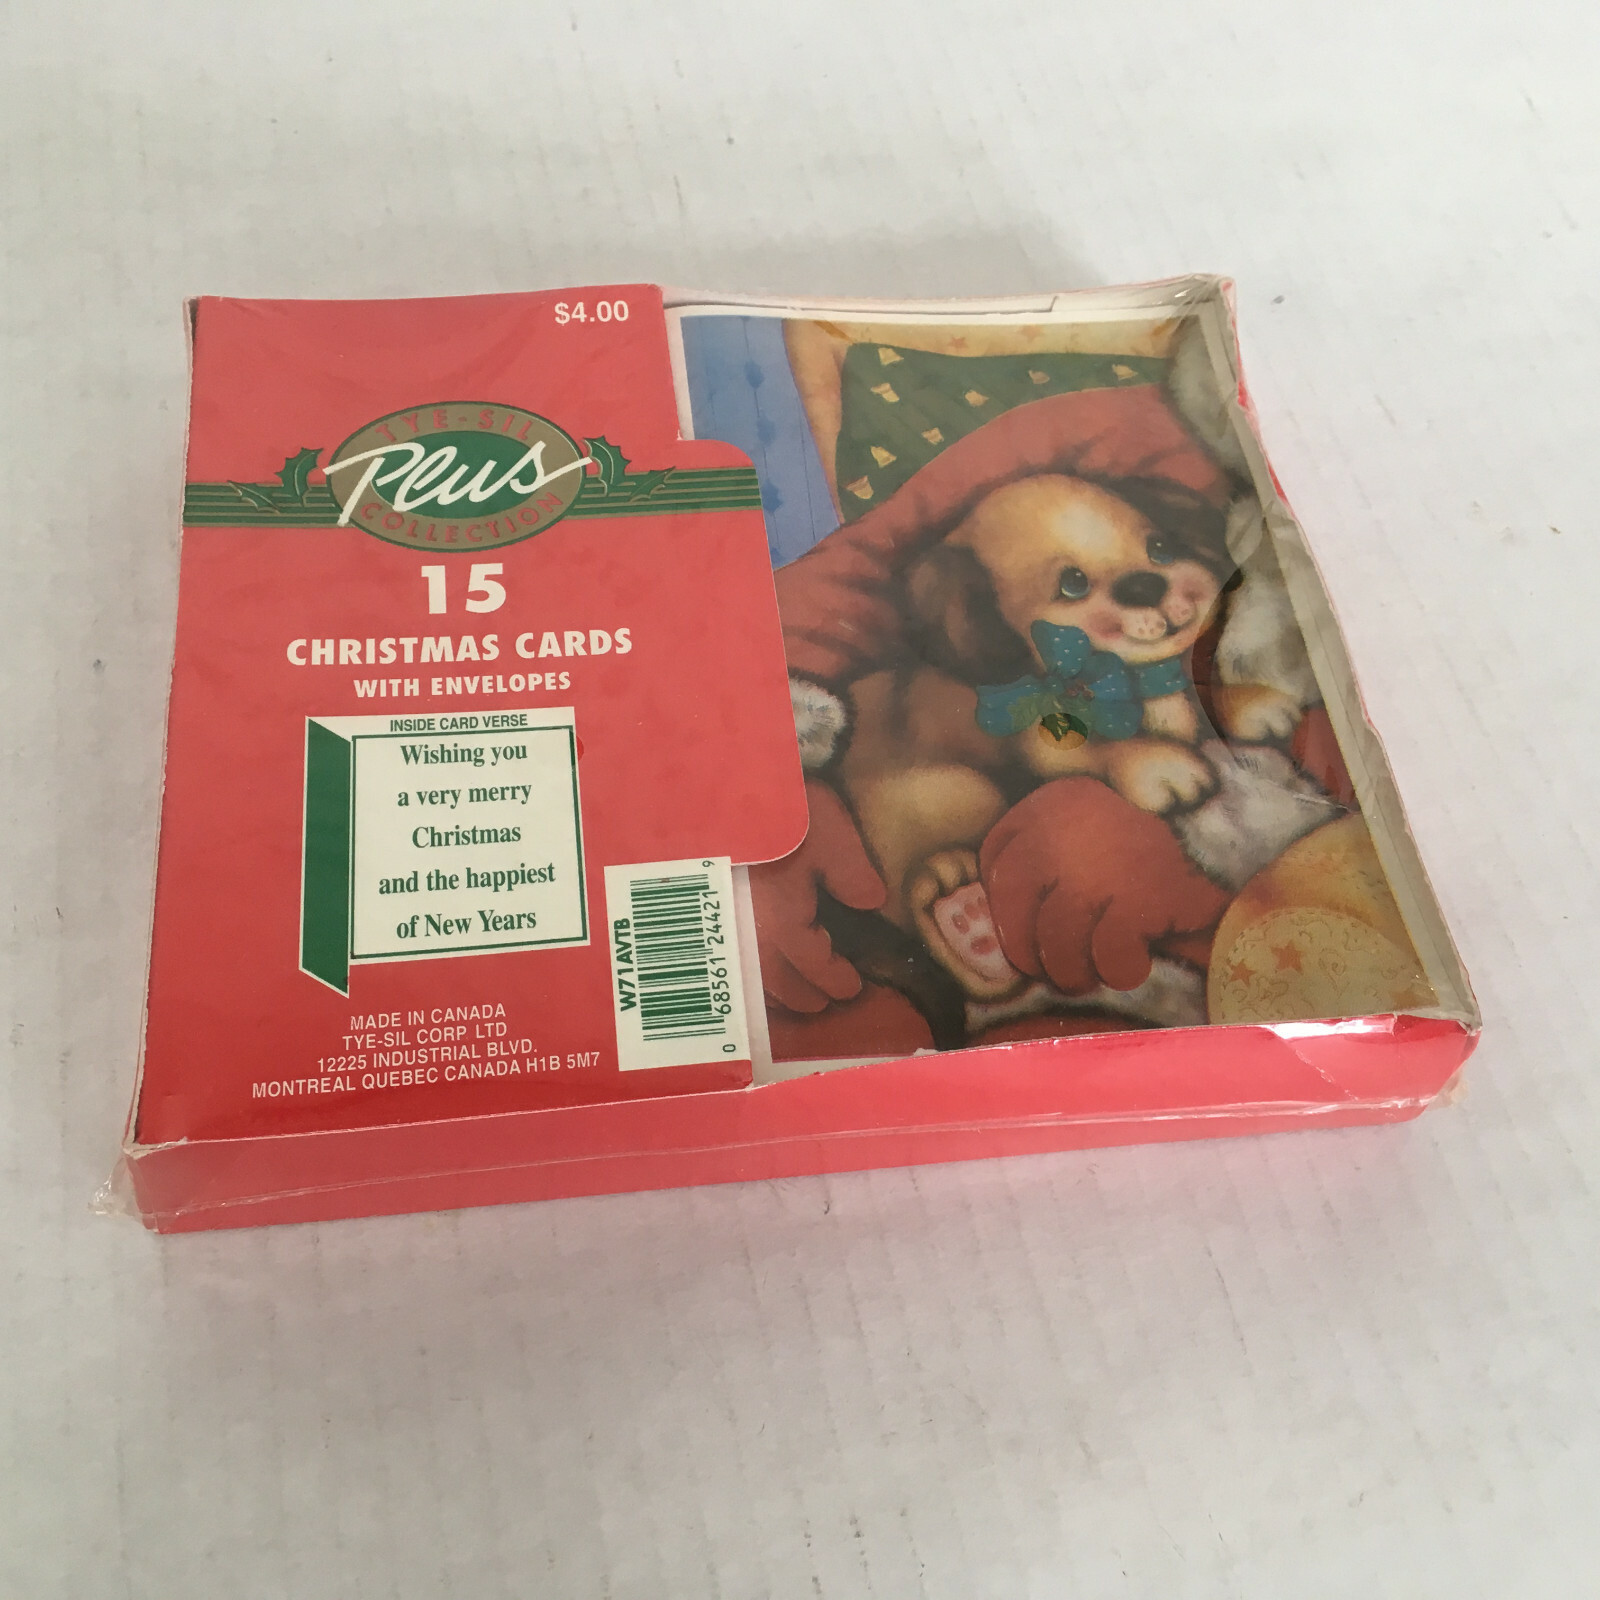 $4.00
TYE-SIL
Plus
COLLECTION
15
CHRISTMAS CARDS
WITH ENVELOPES
INSIDE CARD VERSE
Wishing you
a very merry
Christmas
and the happiest
of New Years
MADE IN CANADA
TYE-SIL CORP. LTD
12225 INDUSTRIAL BLVD.
MONTREAL QUEBEC CANADA H1B 5M7
W71AVTB
0 68561 24421 9